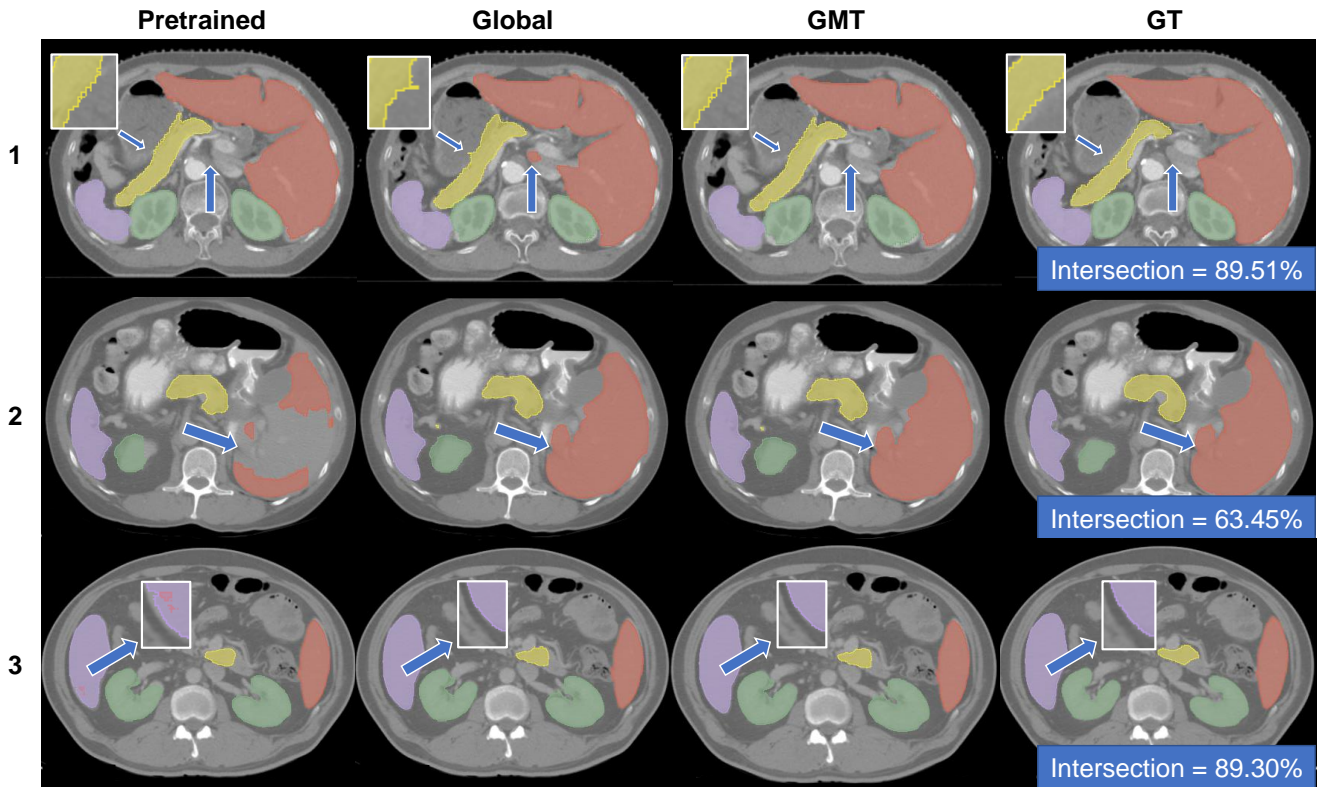 Pretrained Global GMT GT
1
Intersection = 89.51%
2
Intersection = 63.45%
3
Intersection = 89.30%